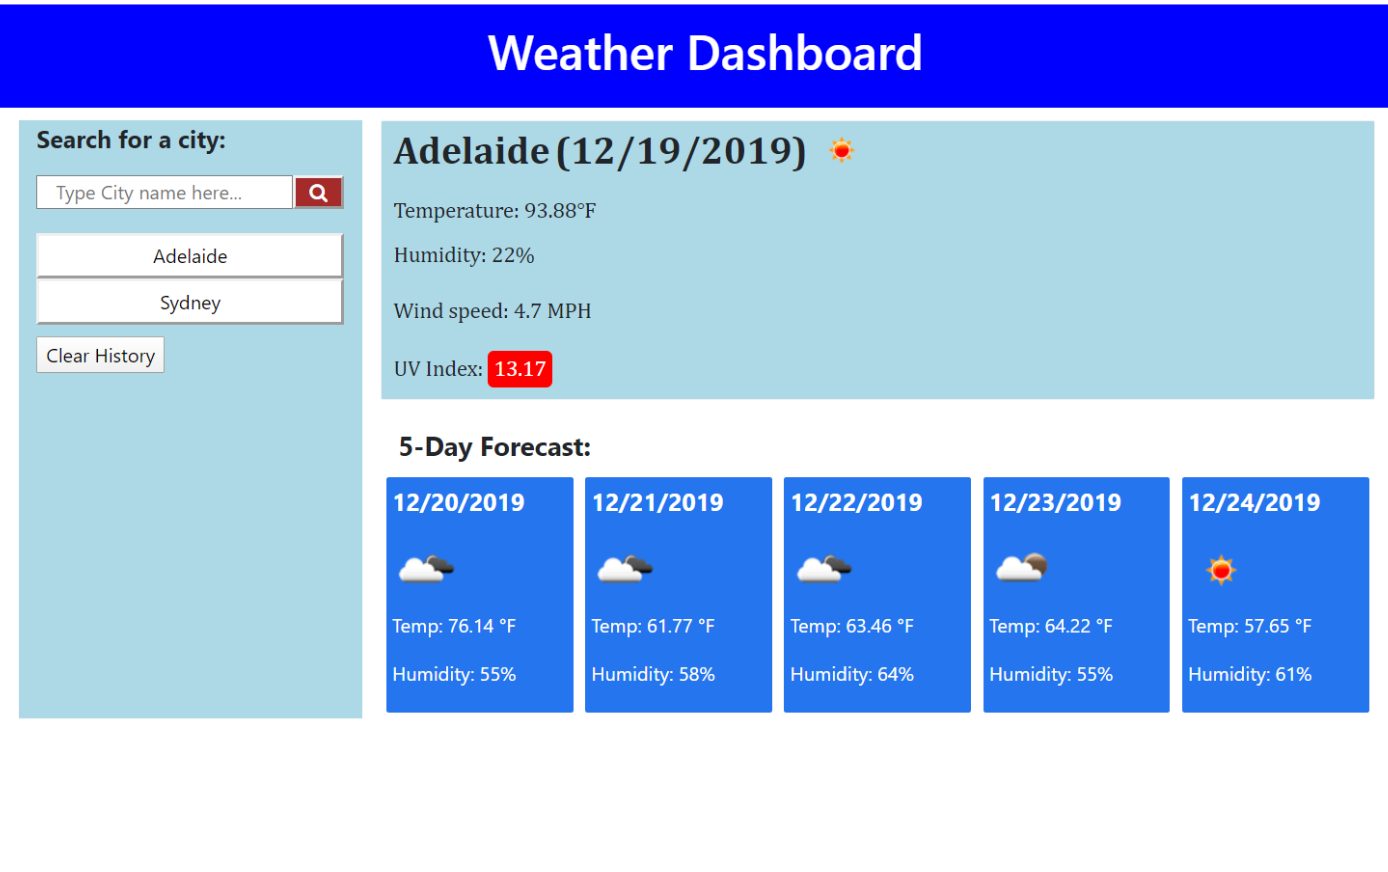 Weather Dashboard
Search for a city:
Type City name here...
Adelaide
Sydney
Clear History
Adelaide (12/19/2019)
Temperature: 93.88°F
Humidity: 22%
Wind speed: 4.7 MPH
UV Index: 13.17
5-Day Forecast:
12/20/2019
Temp: 76.14 °F
Humidity: 55%
12/21/2019
Temp: 61.77 °F
Humidity: 58%
12/22/2019
Temp: 63.46 °F
Humidity: 64%
12/23/2019
Temp: 64.22 °F
Humidity: 55%
12/24/2019
Temp: 57.65 °F
Humidity: 61%